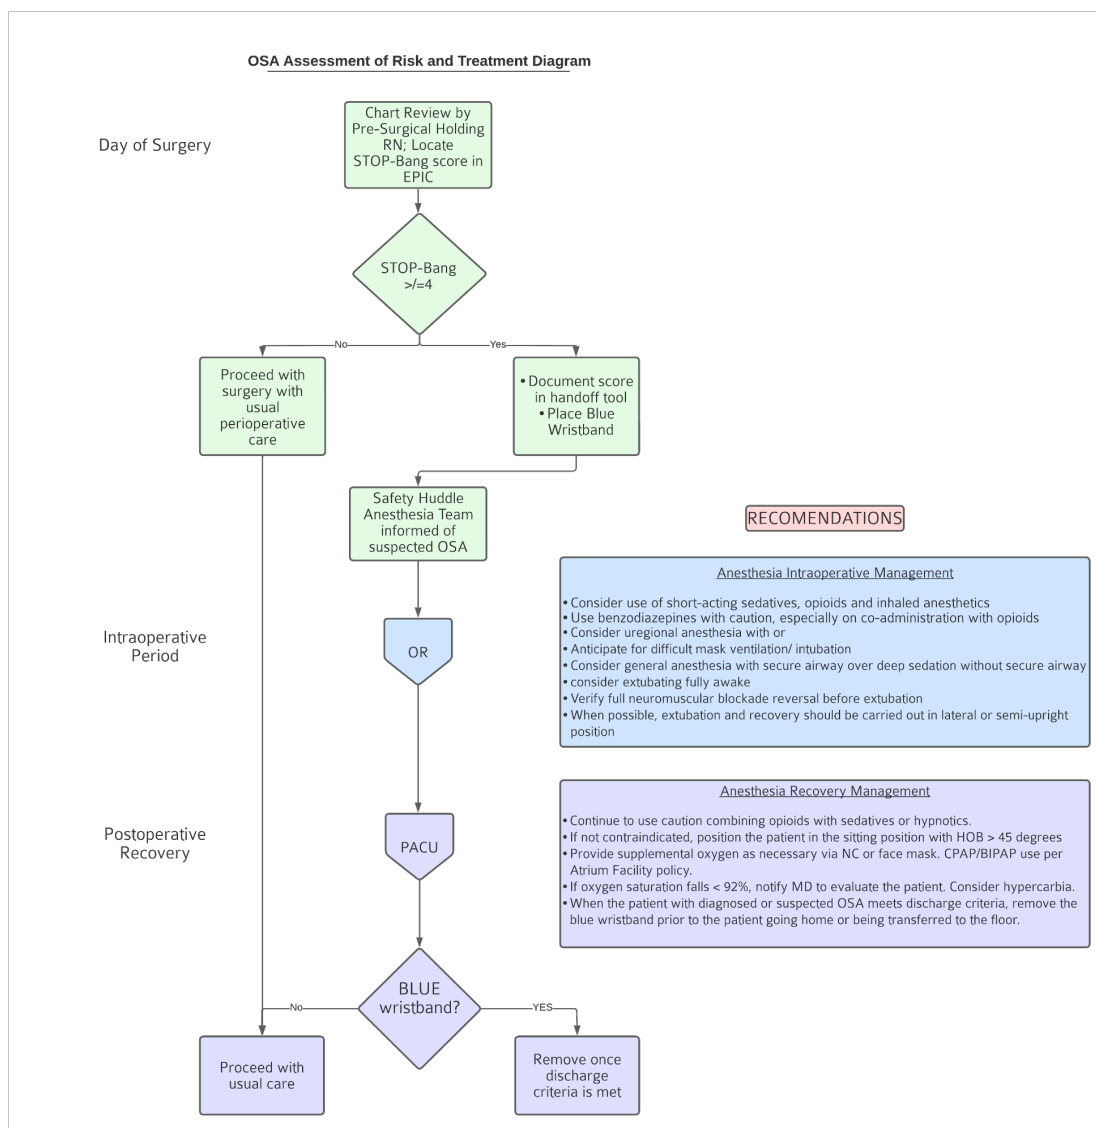 OSA Assessment of Risk and Treatment Diagram
Day of Surgery
Chart Review by
Pre-Surgical Holding
RN; Locate
STOP-Bang score in
EPIC
STOP-Bang
>/=4
No
Yes
Proceed with
surgery with
usual
perioperative
care
• Document score
in handoff tool
• Place Blue
Wristband
Safety Huddle
Anesthesia Team
informed of
suspected OSA
RECOMENDATIONS
Anesthesia Intraoperative Management
• Consider use of short-acting sedatives, opioids and inhaled anesthetics
• Use benzodiazepines with caution, especially on co-administration with opioids
• Consider uregional anesthesia with or
• Anticipate for difficult mask ventilation/ intubation
• Consider general anesthesia with secure airway over deep sedation without secure airway
• consider extubating fully awake
• Verify full neuromuscular blockade reversal before extubation
• When possible, extubation and recovery should be carried out in lateral or semi-upright
position
Intraoperative
Period
OR
Anesthesia Recovery Management
• Continue to use caution combining opioids with sedatives or hypnotics.
• If not contraindicated, position the patient in the sitting position with HOB > 45 degrees
• Provide supplemental oxygen as necessary via NC or face mask. CPAP/BIPAP use per
Atrium Facility policy.
• If oxygen saturation falls < 92%, notify MD to evaluate the patient. Consider hypercarbia.
• When the patient with diagnosed or suspected OSA meets discharge criteria, remove the
blue wristband prior to the patient going home or being transferred to the floor.
Postoperative
Recovery
PACU
BLUE
wristband?
No
YES
Proceed with
usual care
Remove once
discharge
criteria is met